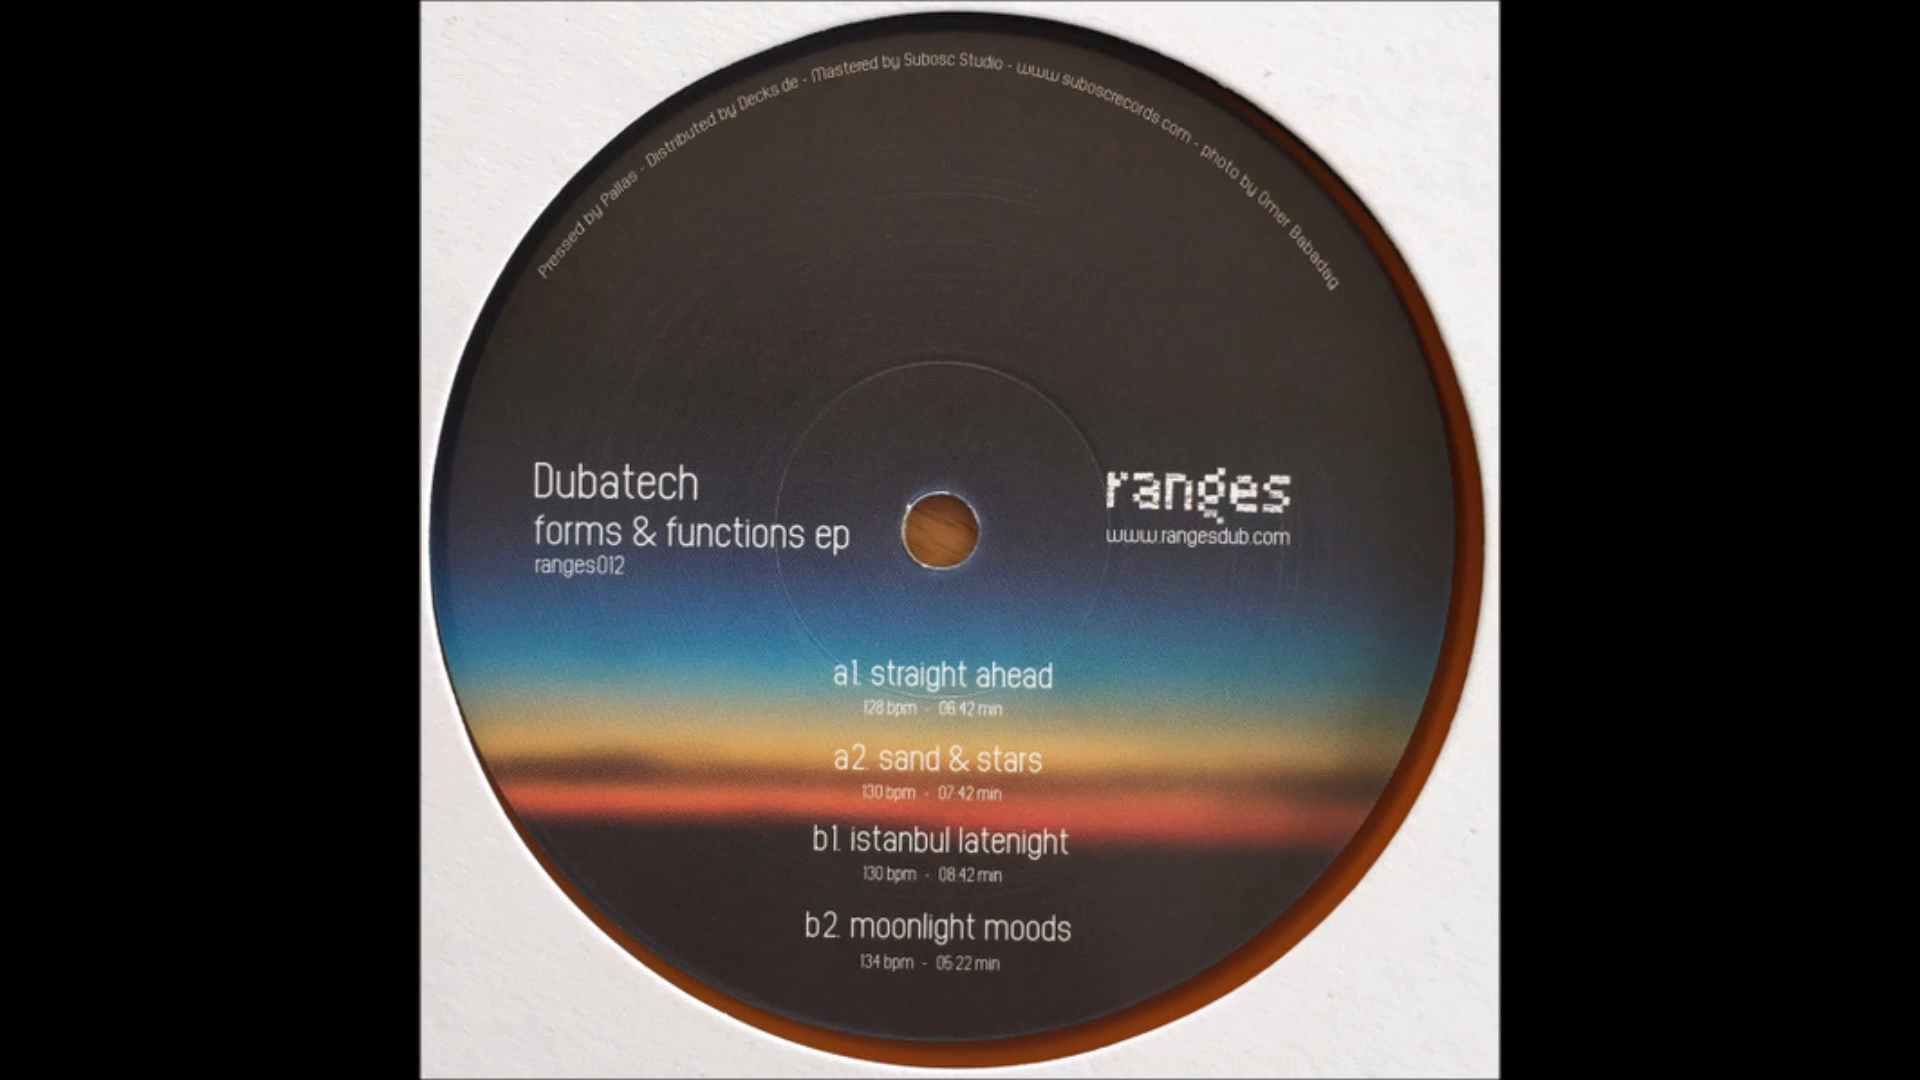 Pressed by Pallas - Distributed by Decks.de - Mastered by Subosc Studio - www.suboscrecords.com - photo by Omer Babadag
Dubatech
forms & functions ep
ranges012
ranges
www.rangesdub.com
a1. straight ahead
128 bpm - 06:42 min
a2. sand & stars
130 bpm - 07:42 min
b1. istanbul latenight
130 bpm - 08:42 min
b2. moonlight moods
134 bpm - 05:22 min